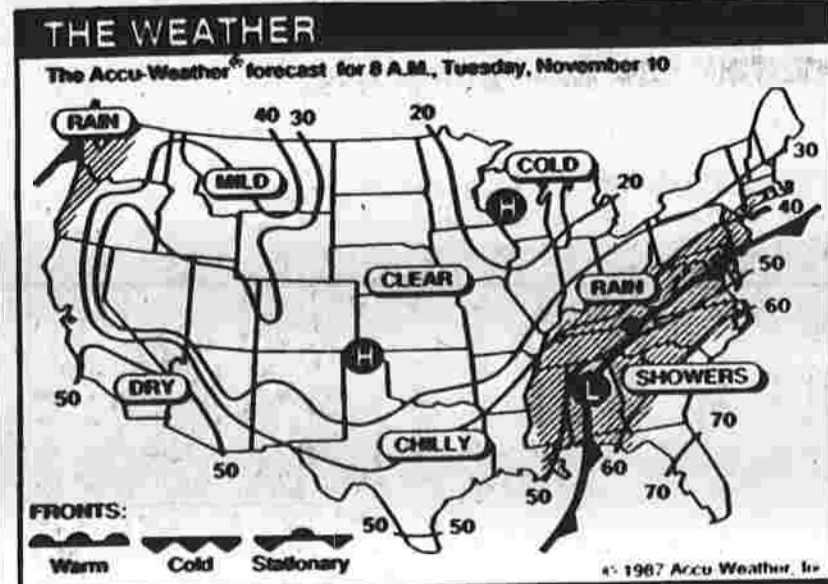 THE WEATHER
The Accu-Weather® forecast for 8 A.M., Tuesday, November 10
RAIN
40 30
20
COLD
30
MILD
H
20
40
CLEAR
RAIN
50
60
H
DRY
L
SHOWERS
50
70
CHILLY
50
50
60
70
FRONTS:
50 50
Warm
Cold
Stationary
© 1987 Accu-Weather, Inc